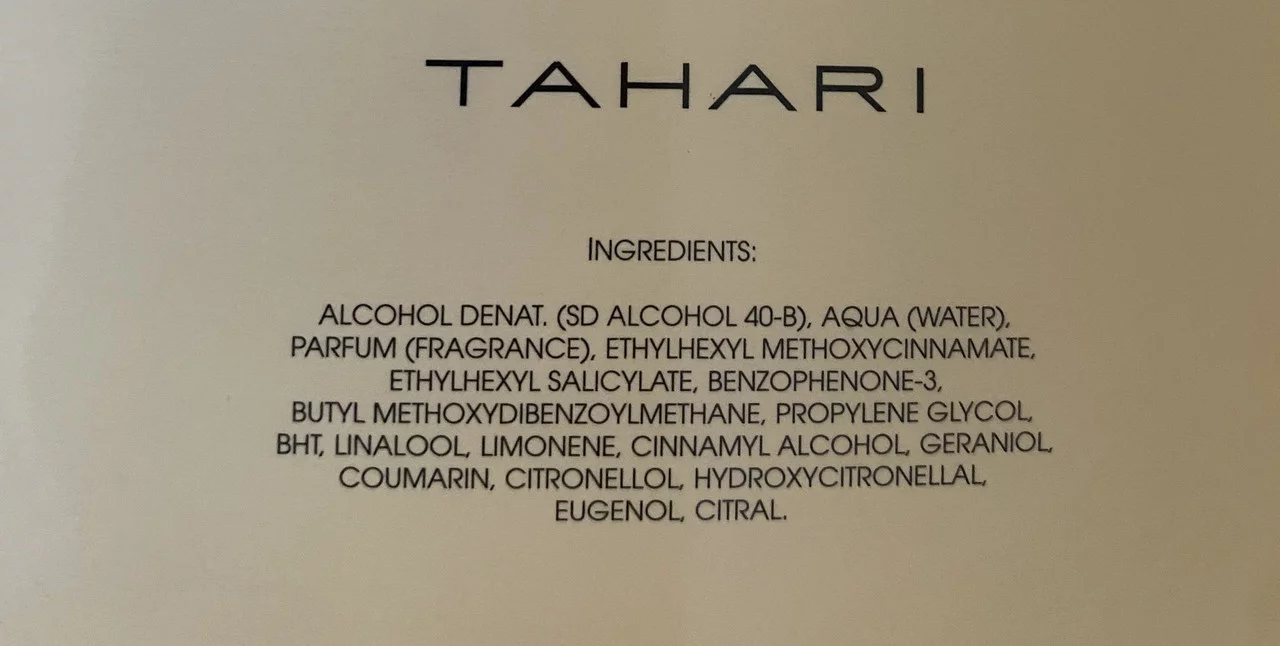 TAHARI
INGREDIENTS:
ALCOHOL DENAT. (SD ALCOHOL 40-B), AQUA (WATER),
PARFUM (FRAGRANCE), ETHYLHEXYL METHOXYCINNAMATE,
ETHYLHEXYL SALICYLATE, BENZOPHENONE-3,
BUTYL METHOXYDIBENZOYLMETHANE, PROPYLENE GLYCOL,
BHT, LINALOOL, LIMONENE, CINNAMYL ALCOHOL, GERANIOL,
COUMARIN, CITRONELLOL, HYDROXYCITRONELLAL,
EUGENOL, CITRAL.